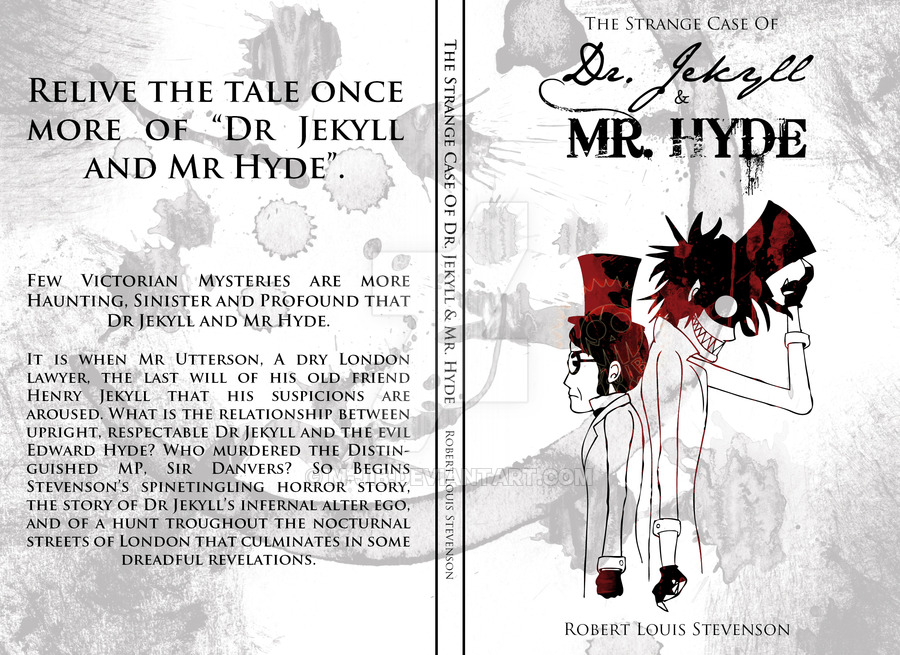 Relive the tale once
more of “Dr Jekyll
and Mr Hyde”.
Few Victorian Mysteries are more
Haunting, Sinister and Profound that
Dr Jekyll and Mr Hyde.
It is when Mr Utterson, A dry London
lawyer, the last will of his old friend
Henry Jekyll that his suspicions are
aroused. What is the relationship between
upright, respectable Dr Jekyll and the evil
Edward Hyde? Who murdered the Distin-
guished MP, Sir Danvers? So Begins
Stevenson's spinetingling horror story,
the story of Dr Jekyll's infernal alter ego,
and of a hunt troughout the nocturnal
streets of London that culminates in some
dreadful revelations.
The Strange Case Of Dr. Jekyll & Mr. Hyde
Robert Louis Stevenson
The Strange Case Of
Dr. Jekyll
&
MR. HYDE
Robert Louis Stevenson